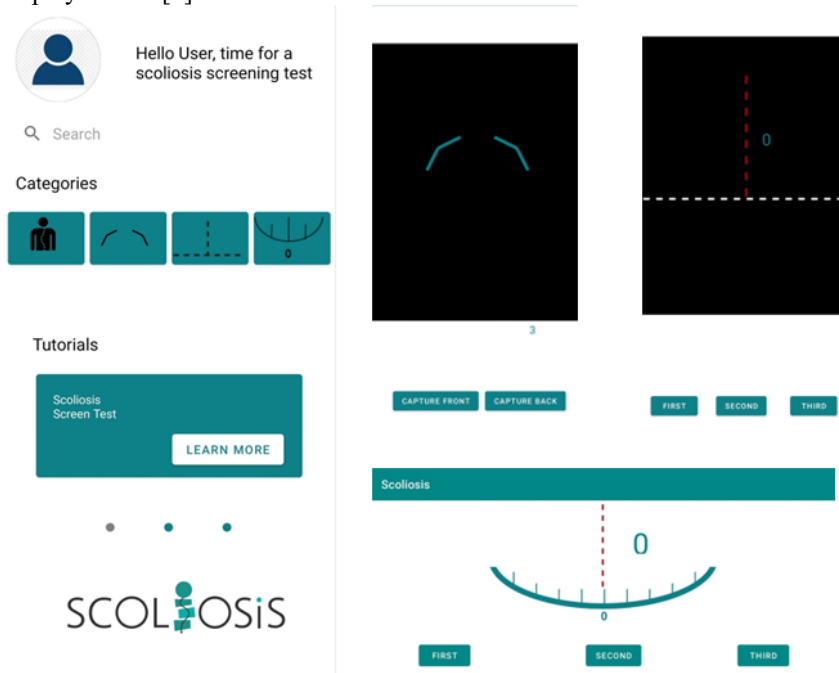 Hello User, time for a
scoliosis screening test
Search
Categories
0
Tutorials
Scoliosis
Screen Test
LEARN MORE
SCOLIOSiS
3
CAPTURE FRONT
CAPTURE BACK
0
FIRST
SECOND
THIRD
Scoliosis
0
0
FIRST
SECOND
THIRD